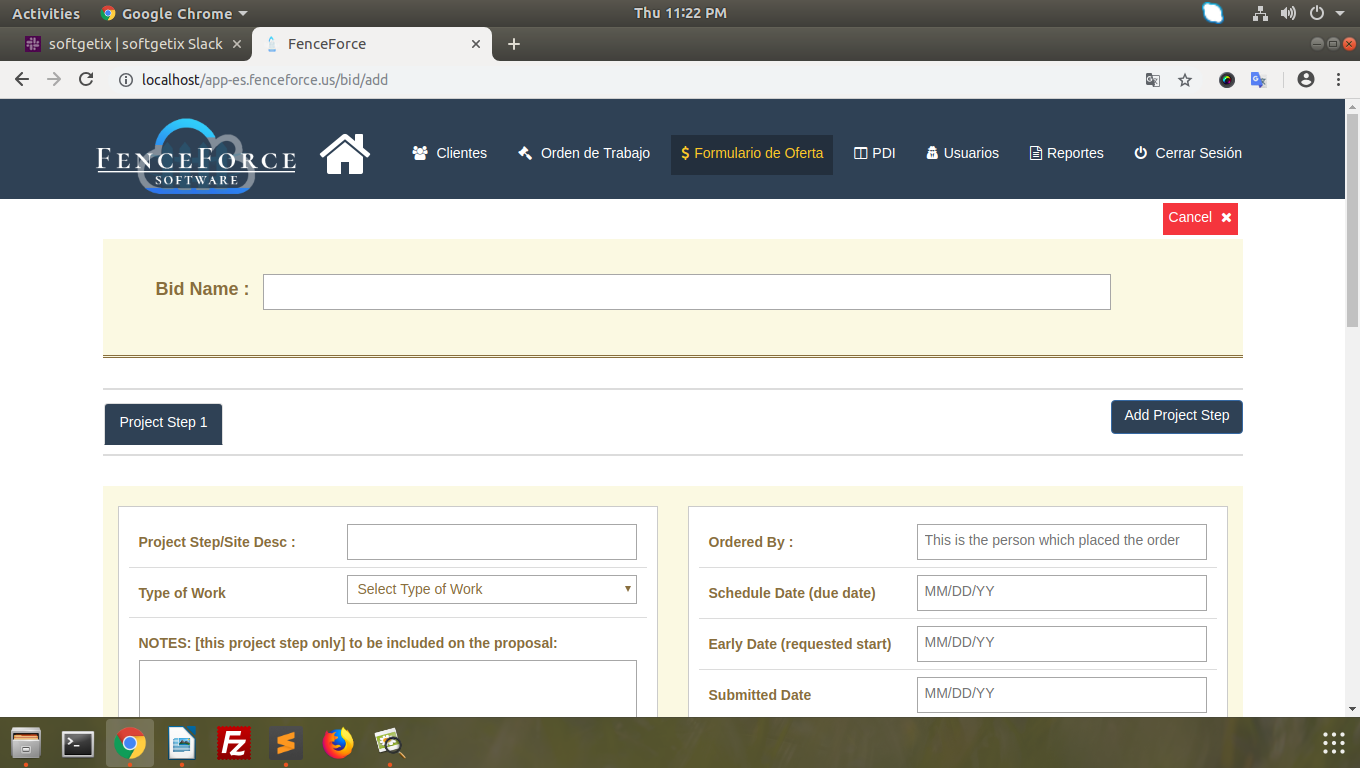 Activities Google Chrome Thu 11:22 PM
softgetix | softgetix Slack FenceForce
localhost/app-es.fenceforce.us/bid/add
FENCEFORCE
SOFTWARE
Clientes Orden de Trabajo $ Formulario de Oferta PDI Usuarios Reportes Cerrar Sesión
Cancel
Bid Name :
Project Step 1 Add Project Step
Project Step/Site Desc :
Type of Work Select Type of Work
NOTES: [this project step only] to be included on the proposal:
Ordered By : This is the person which placed the order
Schedule Date (due date) MM/DD/YY
Early Date (requested start) MM/DD/YY
Submitted Date MM/DD/YY